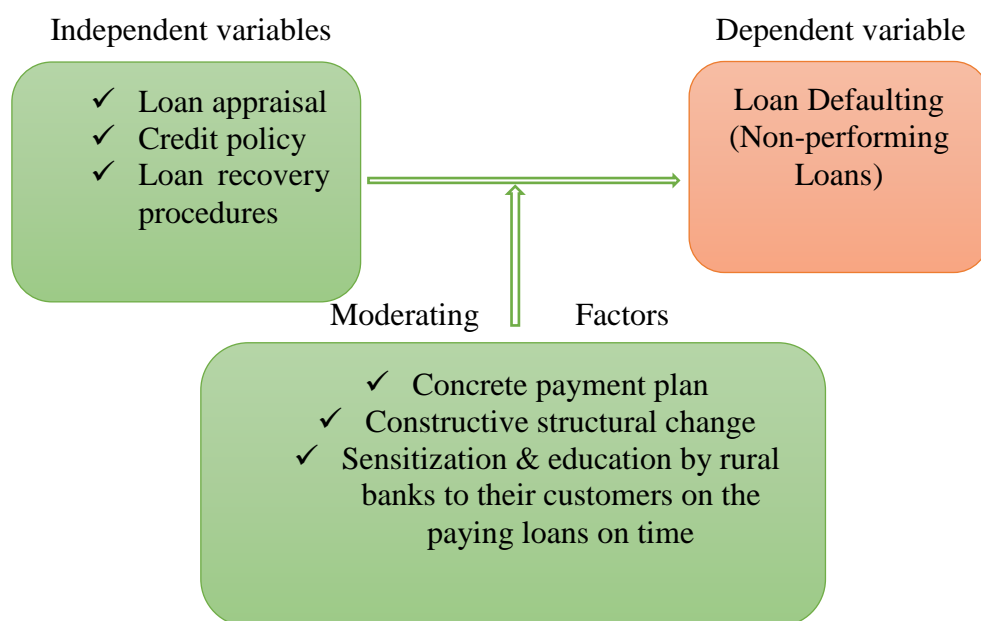 Independent variables
Dependent variable
✓ Loan appraisal
✓ Credit policy
✓ Loan recovery
procedures
Loan Defaulting
(Non-performing
Loans)
Moderating Factors
✓ Concrete payment plan
✓ Constructive structural change
✓ Sensitization & education by rural
banks to their customers on the
paying loans on time